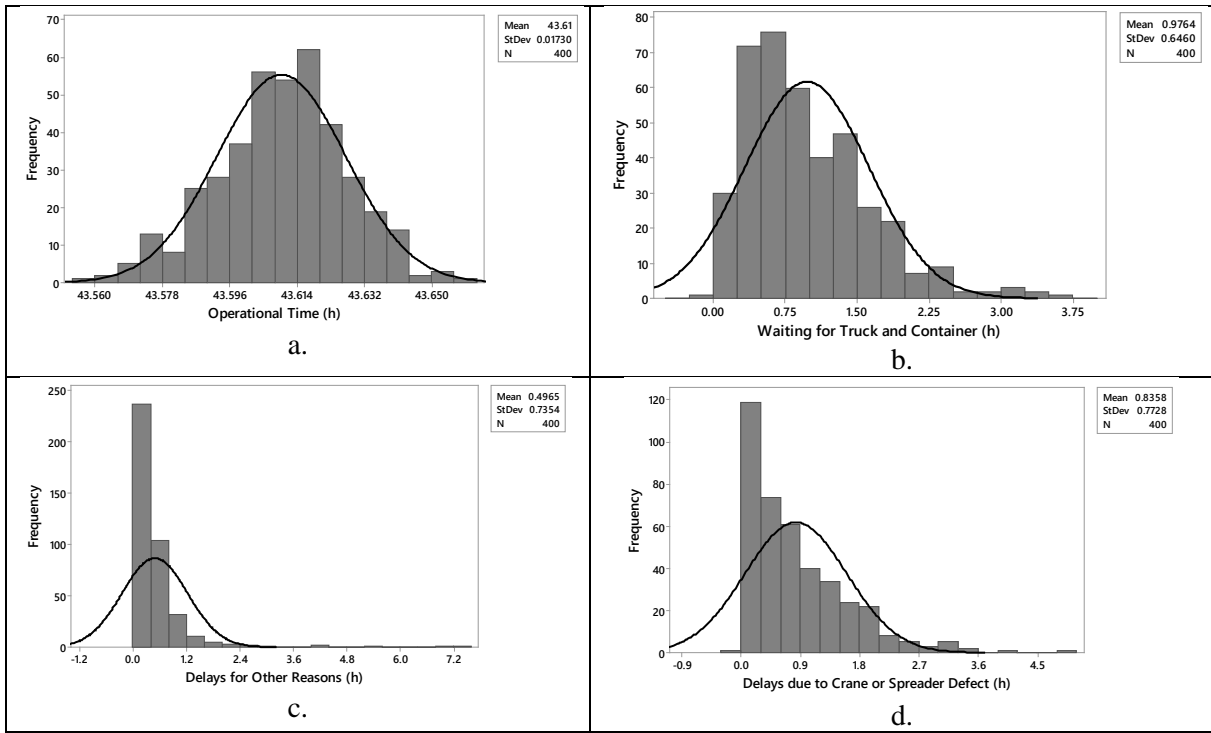 70
60
50
40
30
20
10
0
Frequency
43.560 43.578 43.596 43.614 43.632 43.650
Operational Time (h)
Mean 43.61
StDev 0.01730
N 400
a.
80
70
60
50
40
30
20
10
0
Frequency
0.00 0.75 1.50 2.25 3.00 3.75
Waiting for Truck and Container (h)
Mean 0.9764
StDev 0.6460
N 400
b.
250
200
150
100
50
0
Frequency
-1.2 0.0 1.2 2.4 3.6 4.8 6.0 7.2
Delays for Other Reasons (h)
Mean 0.4965
StDev 0.7354
N 400
c.
120
100
80
60
40
20
0
Frequency
-0.9 0.0 0.9 1.8 2.7 3.6 4.5
Delays due to Crane or Spreader Defect (h)
Mean 0.8358
StDev 0.7728
N 400
d.